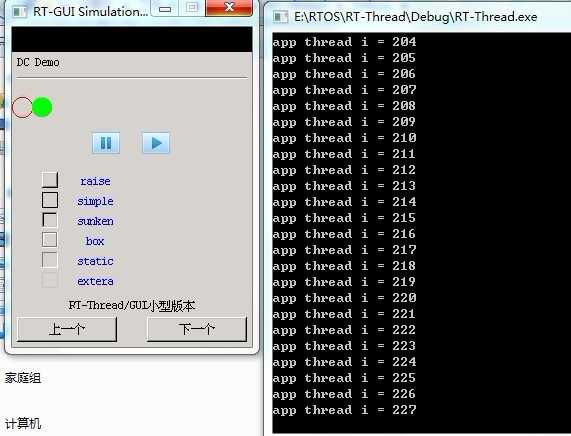 RT-GUI Simulation...
DC Demo
raise
simple
sunken
box
static
extera
RT-Thread/GUI小型版本
上一个
下一个
家庭组
计算机
E:\RTOS\RT-Thread\Debug\RT-Thread.exe
app thread i = 204
app thread i = 205
app thread i = 206
app thread i = 207
app thread i = 208
app thread i = 209
app thread i = 210
app thread i = 211
app thread i = 212
app thread i = 213
app thread i = 214
app thread i = 215
app thread i = 216
app thread i = 217
app thread i = 218
app thread i = 219
app thread i = 220
app thread i = 221
app thread i = 222
app thread i = 223
app thread i = 224
app thread i = 225
app thread i = 226
app thread i = 227